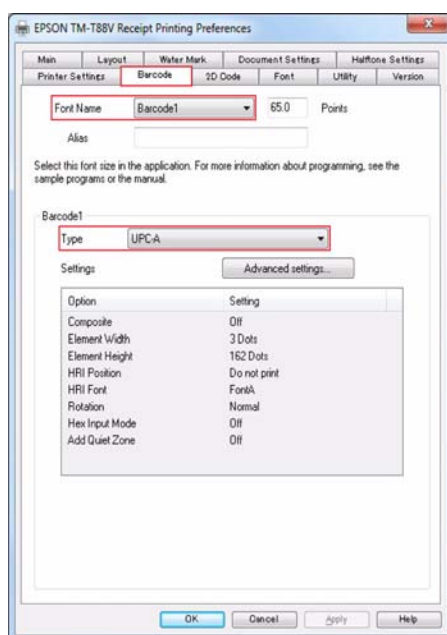 EPSON TM-T88V Receipt Printing Preferences
Main Layout Water Mark Document Settings Halftone Settings
Printer Settings Barcode 2D Code Font Utility Version
Font Name Barcode1 65.0 Points
Alias
Select this font size in the application. For more information about programming, see the
sample programs or the manual.
Barcode1
Type UPC-A
Settings Advanced settings...
Option Setting
Composite Off
Element Width 3 Dots
Element Height 162 Dots
HRI Position Do not print
HRI Font FontA
Rotation Normal
Hex Input Mode Off
Add Quiet Zone Off
OK Cancel Apply Help